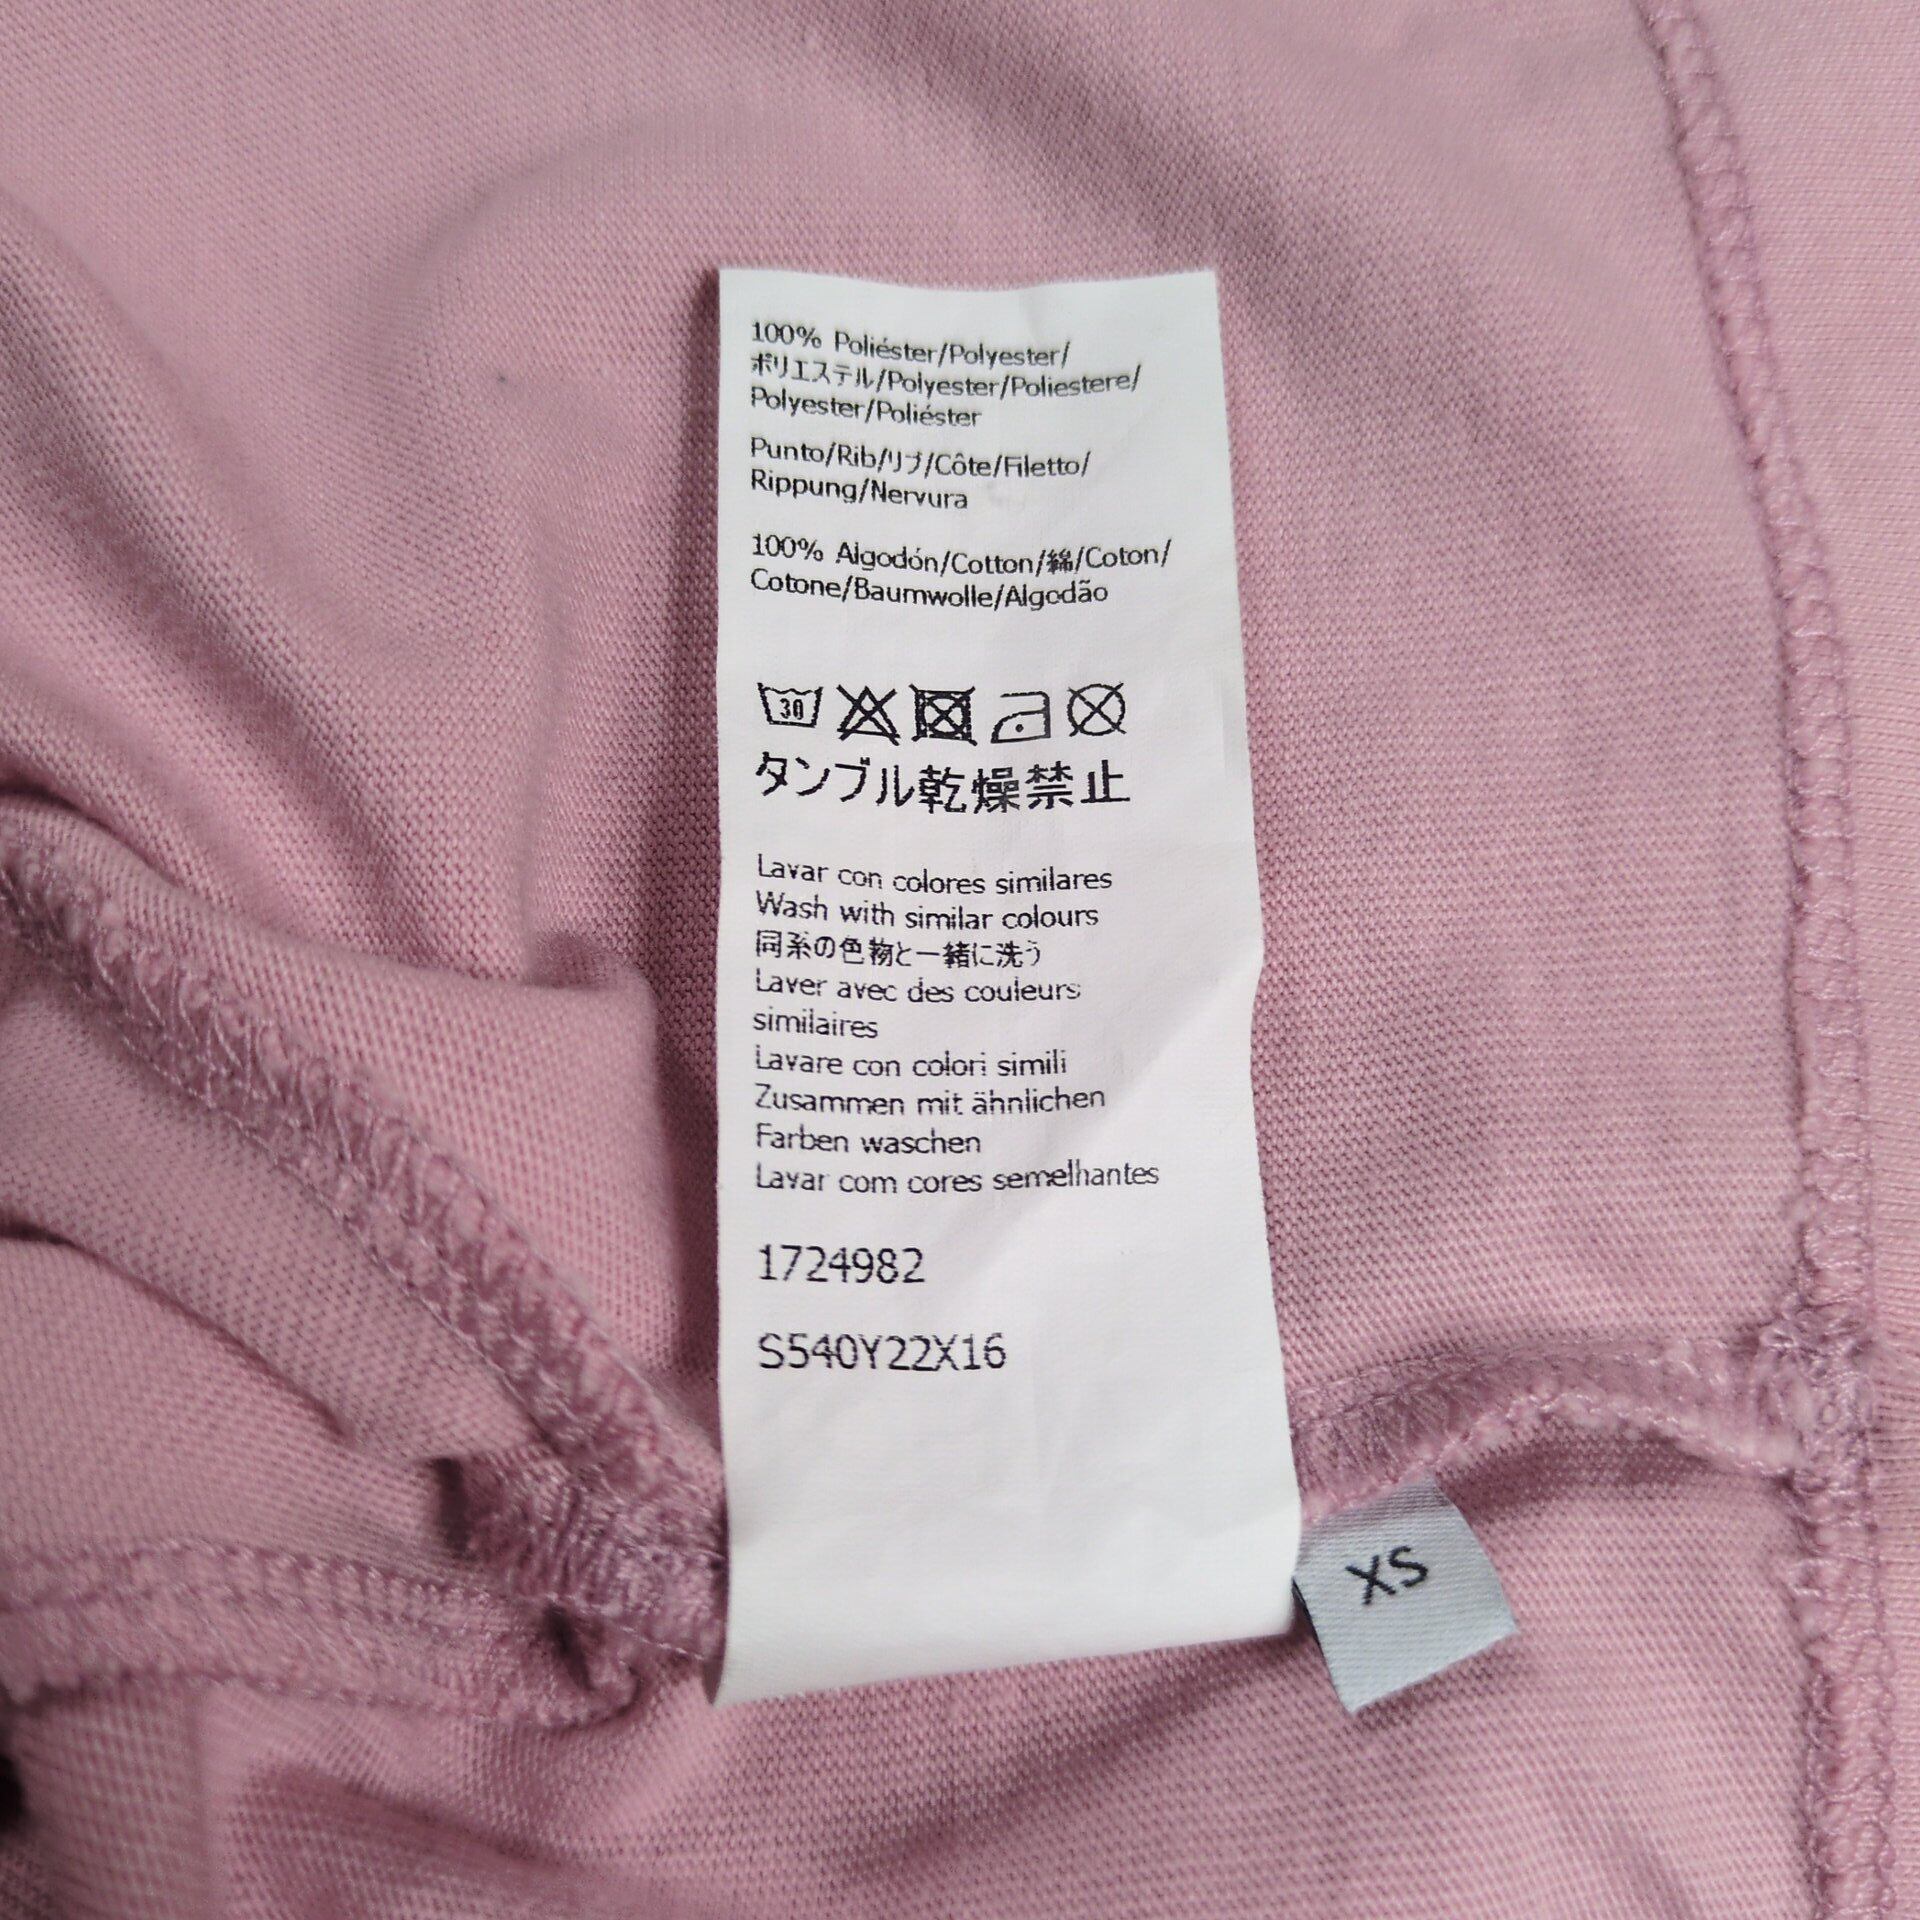 100% Poliéster/Polyester/
ポリエステル/Polyester/Poliestere/
Polyester/Poliéster
Punto/Rib/リブ/Côte/Filetto/
Rippung/Nervura
100% Algodón/Cotton/綿/Coton/
Cotone/Baumwolle/Algodão
30
タンブル乾燥禁止
Lavar con colores similares
Wash with similar colours
同系の色物と一緒に洗う
Laver avec des couleurs
similaires
Lavare con colori simili
Zusammen mit ähnlichen
Farben waschen
Lavar com cores semelhantes
1724982
S540Y22X16
XS